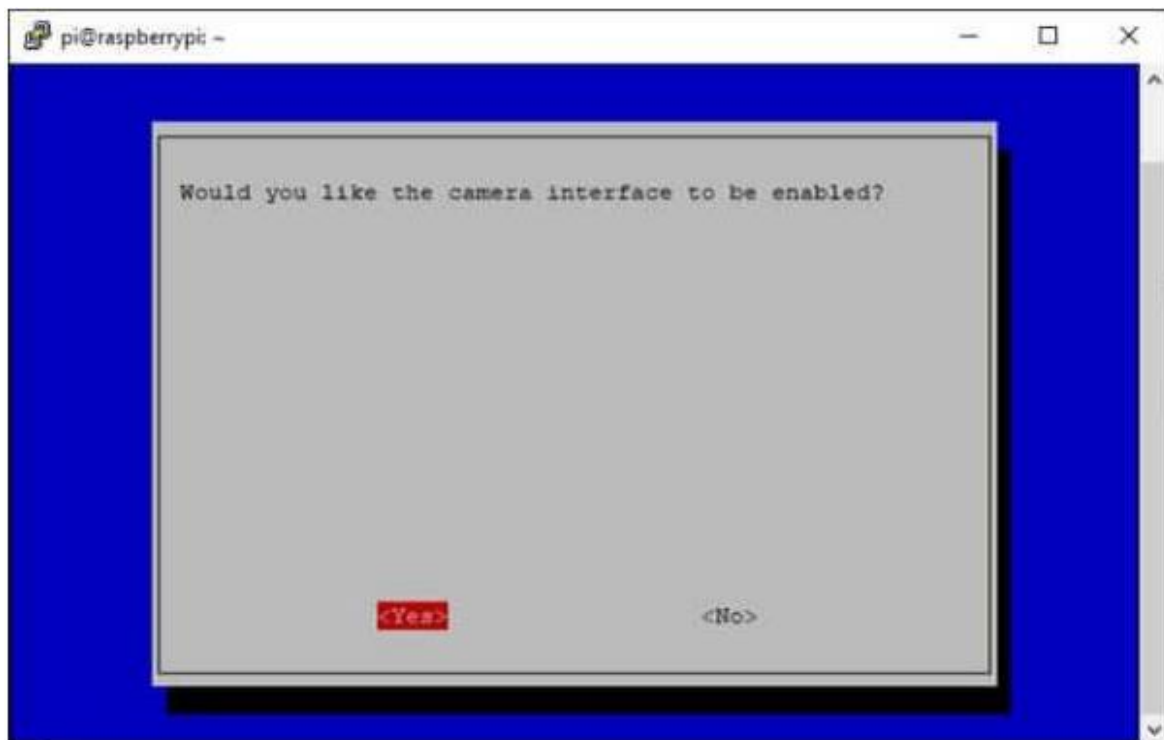 pi@raspberrypi: ~
Would you like the camera interface to be enabled?
<Yes> <No>